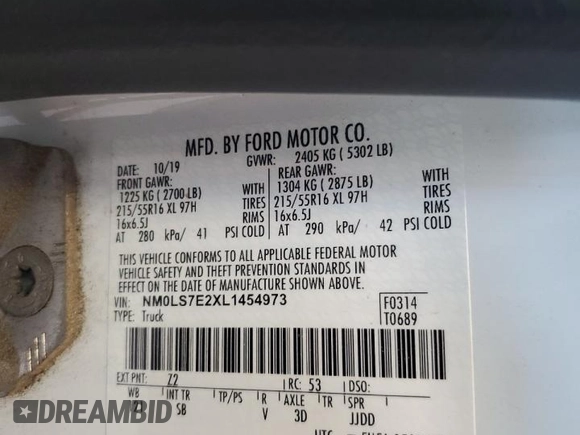 MFD. BY FORD MOTOR CO.
DATE: 10/19 GVWR: 2405 KG ( 5302 LB)
FRONT GAWR: REAR GAWR:
1225 KG ( 2700 LB) WITH 1304 KG ( 2875 LB) WITH
215/55R16 XL 97H TIRES 215/55R16 XL 97H TIRES
16x6.5J RIMS 16x6.5J RIMS
AT 280 kPa/ 41 PSI COLD AT 290 kPa/ 42 PSI COLD
THIS VEHICLE CONFORMS TO ALL APPLICABLE FEDERAL MOTOR
VEHICLE SAFETY AND THEFT PREVENTION STANDARDS IN
EFFECT ON THE DATE OF MANUFACTURE SHOWN ABOVE.
VIN: NM0LS7E2XL1454973 F0314
TYPE: Truck T0689
EXT PNT: Z2 RC: 53 DSO:
WB INT TR TP/PS R AXLE TR SPR
SB V 3D JJDD
UTC
DREAMBID